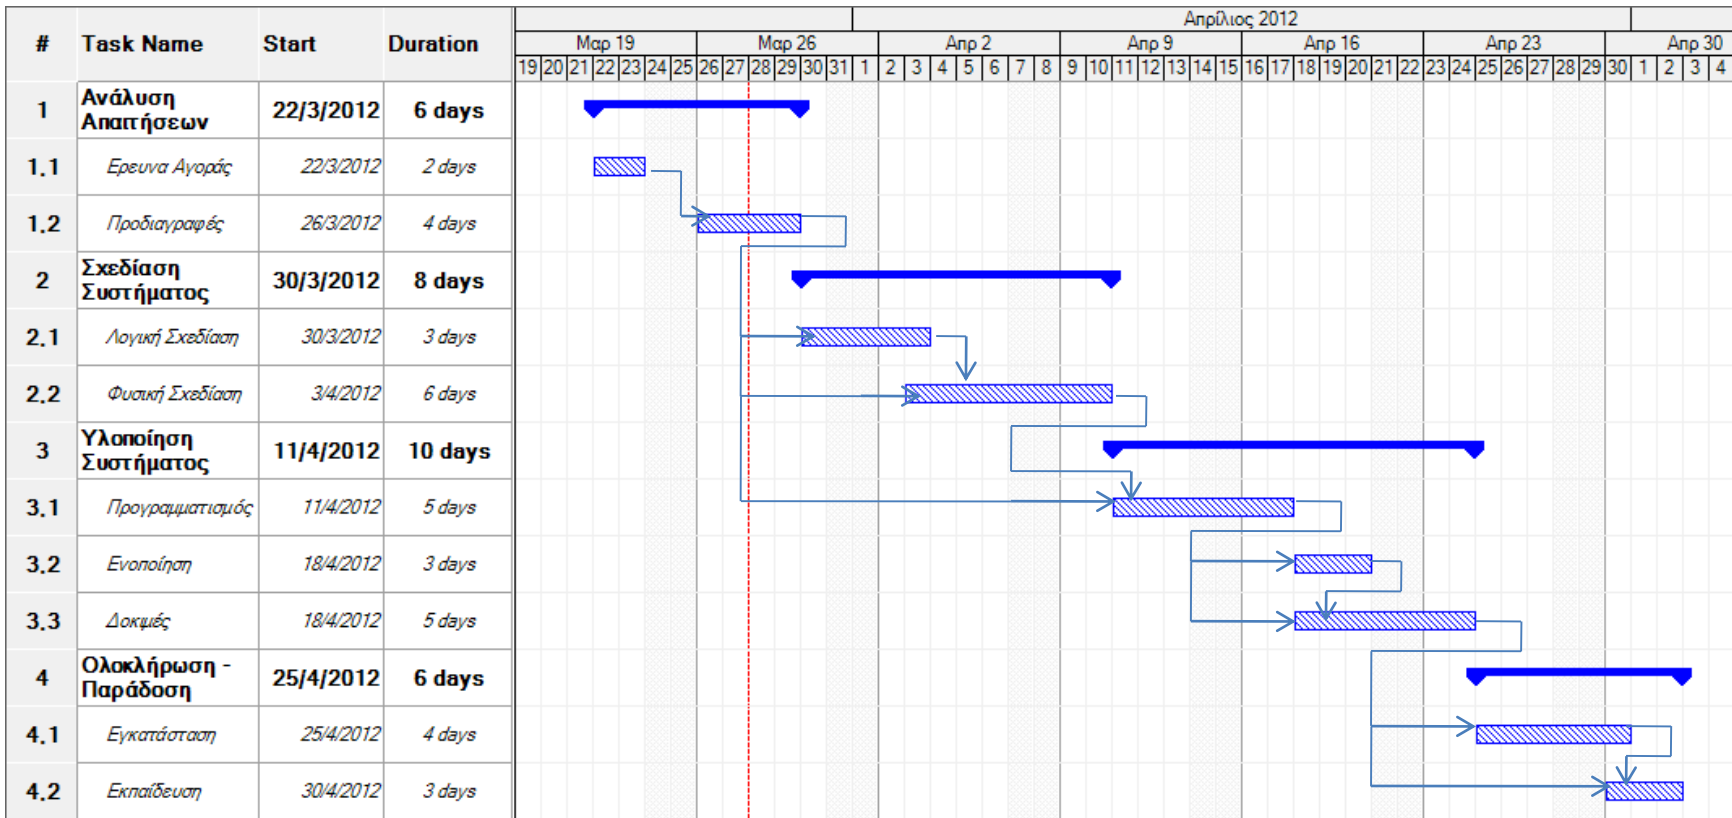 Απρίλιος 2012
# Task Name Start Duration Μαρ 19 Μαρ 26 Απρ 2 Απρ 9 Απρ 16 Απρ 23 Απρ 30
19 20 21 22 23 24 25 26 27 28 29 30 31 1 2 3 4 5 6 7 8 9 10 11 12 13 14 15 16 17 18 19 20 21 22 23 24 25 26 27 28 29 30 1 2 3 4
1 Ανάλυση Απαιτήσεων 22/3/2012 6 days
1.1 Ερευνα Αγοράς 22/3/2012 2 days
1.2 Προδιαγραφές 26/3/2012 4 days
2 Σχεδίαση Συστήματος 30/3/2012 8 days
2.1 Λογική Σχεδίαση 30/3/2012 3 days
2.2 Φυσική Σχεδίαση 3/4/2012 6 days
3 Υλοποίηση Συστήματος 11/4/2012 10 days
3.1 Προγραμματισμός 11/4/2012 5 days
3.2 Ενοποίηση 18/4/2012 3 days
3.3 Δοκιμές 18/4/2012 5 days
4 Ολοκλήρωση - Παράδοση 25/4/2012 6 days
4.1 Εγκατάσταση 25/4/2012 4 days
4.2 Εκπαίδευση 30/4/2012 3 days